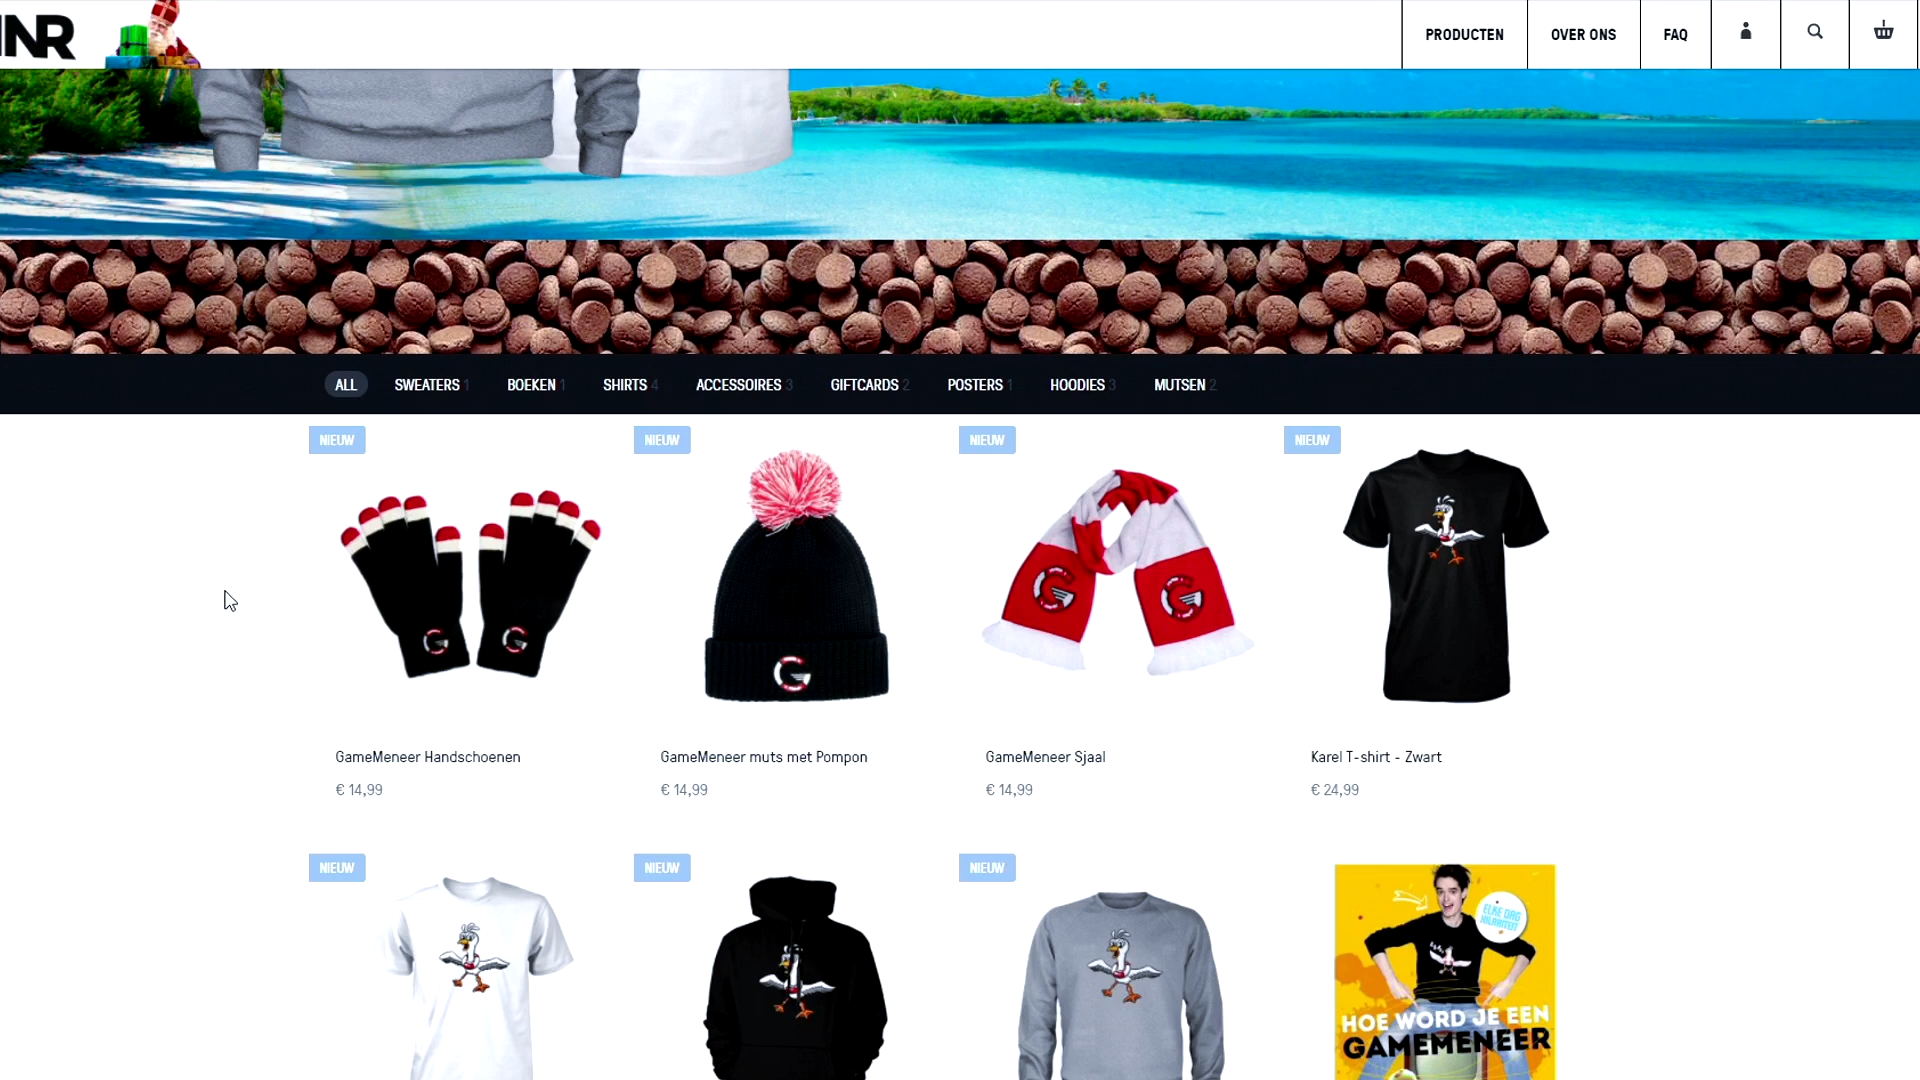 NR
PRODUCTEN
OVER ONS
FAQ
ALL
SWEATERS 1
BOEKEN 1
SHIRTS 4
ACCESSOIRES 3
GIFTCARDS 2
POSTERS 1
HOODIES 3
MUTSEN 2
NIEUW
NIEUW
NIEUW
NIEUW
G
G
G
G
G
GameMeneer Handschoenen
€ 14,99
GameMeneer muts met Pompon
€ 14,99
GameMeneer Sjaal
€ 14,99
Karel T-shirt - Zwart
€ 24,99
NIEUW
NIEUW
NIEUW
ELKE DAG
HILARITEIT!
HOE WORD JE EEN
GAMEMENEER